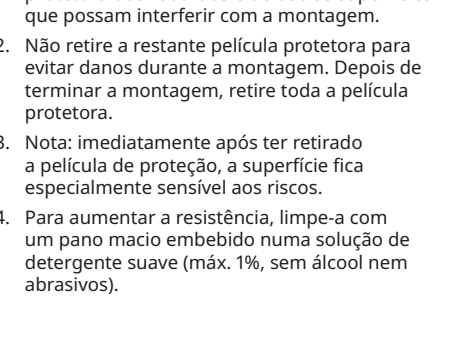 que possam interferir com a montagem.
2. Não retire a restante película protetora para
evitar danos durante a montagem. Depois de
terminar a montagem, retire toda a película
protetora.
3. Nota: imediatamente após ter retirado
a película de proteção, a superfície fica
especialmente sensível aos riscos.
4. Para aumentar a resistência, limpe-a com
um pano macio embebido numa solução de
detergente suave (máx. 1%, sem álcool nem
abrasivos).